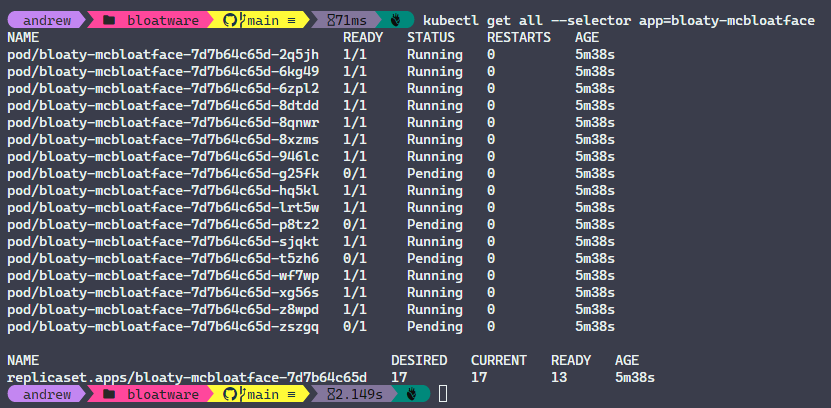 andrew bloatware main ≡ 71ms kubectl get all --selector app=bloaty-mcbloatface
NAME READY STATUS RESTARTS AGE
pod/bloaty-mcbloatface-7d7b64c65d-2q5jh 1/1 Running 0 5m38s
pod/bloaty-mcbloatface-7d7b64c65d-6kg49 1/1 Running 0 5m38s
pod/bloaty-mcbloatface-7d7b64c65d-6zpl2 1/1 Running 0 5m38s
pod/bloaty-mcbloatface-7d7b64c65d-8dtdd 1/1 Running 0 5m38s
pod/bloaty-mcbloatface-7d7b64c65d-8qnwr 1/1 Running 0 5m38s
pod/bloaty-mcbloatface-7d7b64c65d-8xzms 1/1 Running 0 5m38s
pod/bloaty-mcbloatface-7d7b64c65d-946lc 1/1 Running 0 5m38s
pod/bloaty-mcbloatface-7d7b64c65d-g25fk 0/1 Pending 0 5m38s
pod/bloaty-mcbloatface-7d7b64c65d-hq5kl 1/1 Running 0 5m38s
pod/bloaty-mcbloatface-7d7b64c65d-lrt5w 1/1 Running 0 5m38s
pod/bloaty-mcbloatface-7d7b64c65d-p8tz2 0/1 Pending 0 5m38s
pod/bloaty-mcbloatface-7d7b64c65d-sjqkt 1/1 Running 0 5m38s
pod/bloaty-mcbloatface-7d7b64c65d-t5zh6 0/1 Pending 0 5m38s
pod/bloaty-mcbloatface-7d7b64c65d-wf7wp 1/1 Running 0 5m38s
pod/bloaty-mcbloatface-7d7b64c65d-xg56s 1/1 Running 0 5m38s
pod/bloaty-mcbloatface-7d7b64c65d-z8wpd 1/1 Running 0 5m38s
pod/bloaty-mcbloatface-7d7b64c65d-zszgq 0/1 Pending 0 5m38s
NAME DESIRED CURRENT READY AGE
replicaset.apps/bloaty-mcbloatface-7d7b64c65d 17 17 13 5m38s
andrew bloatware main ≡ 2.149s